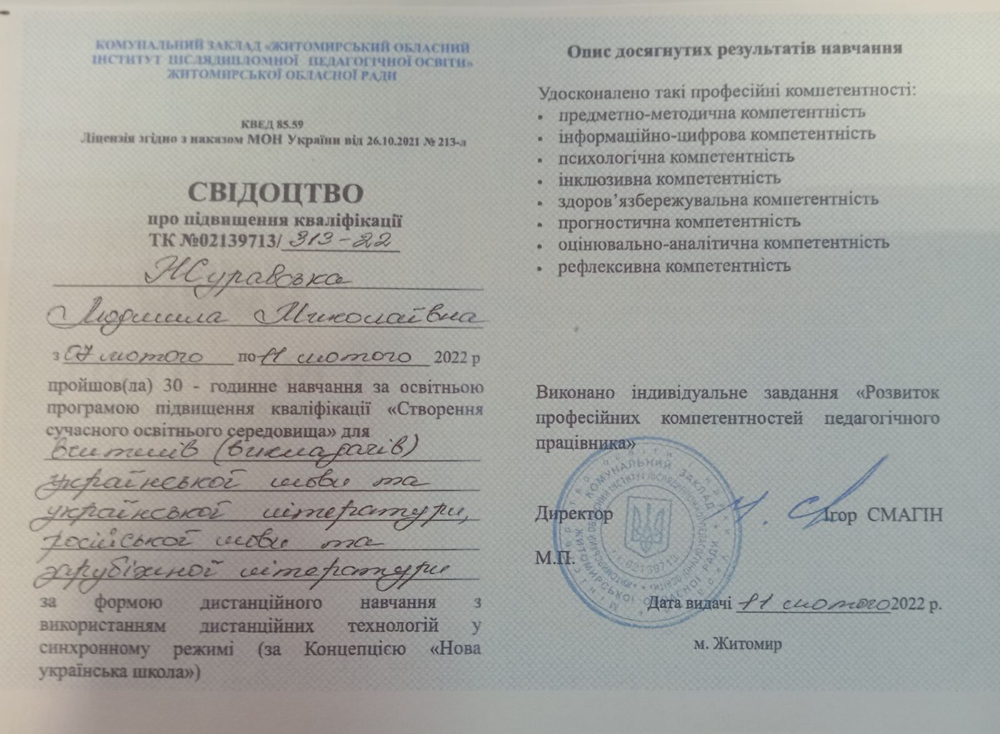 КОМУНАЛЬНИЙ ЗАКЛАД «ЖИТОМИРСЬКИЙ ОБЛАСНИЙ
ІНСТИТУТ ПІСЛЯДИПЛОМНОЇ ПЕДАГОГІЧНОЇ ОСВІТИ»
ЖИТОМИРСЬКОЇ ОБЛАСНОЇ РАДИ
КВЕД 85.59
Ліцензія згідно з наказом МОН України від 26.10.2021 № 213-л
СВІДОЦТВО
про підвищення кваліфікації
ТК №02139713/ 313-22
Журавська
Людмила Миколаївна
з 07 лютого по 11 лютого 2022 р
пройшов(ла) 30 - годинне навчання за освітньою
програмою підвищення кваліфікації «Створення
сучасного освітнього середовища» для
вчителів (викладачів)
української мови та
української літератури,
російської мови та
зарубіжної літератури
за формою дистанційного навчання з
використанням дистанційних технологій у
синхронному режимі (за Концепцією «Нова
українська школа»)
Опис досягнутих результатів навчання
Удосконалено такі професійні компетентності:
• предметно-методична компетентність
• інформаційно-цифрова компетентність
• психологічна компетентність
• інклюзивна компетентність
• здоров’язбережувальна компетентність
• прогностична компетентність
• оцінювально-аналітична компетентність
• рефлексивна компетентність
Виконано індивідуальне завдання «Розвиток
професійних компетентностей педагогічного
працівника»
Директор Ігор СМАГІН
М.П.
КОМУНАЛЬНИЙ ЗАКЛАД
ЖИТОМИРСЬКОЇ ОБЛАСНОЇ РАДИ
02139713
Дата видачі 11 лютого 2022 р.
м. Житомир